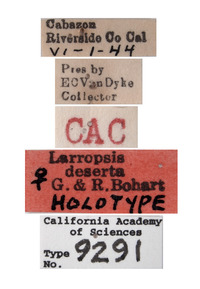 Cabazon
Riverside Co Cal
VI-1-44
Pres by
ECVanDyke
Collector
CAC
Larropsis
deserta
♀ G. & R. Bohart
HOLOTYPE
California Academy
of Sciences
Type
No. 9291